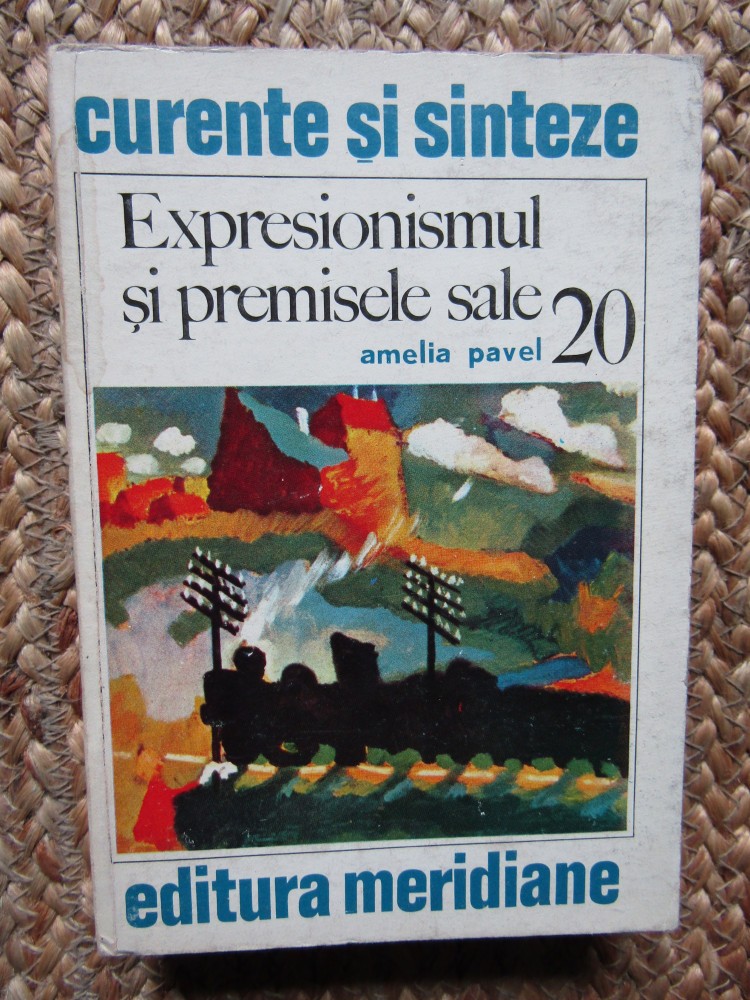 curente și sinteze
Expresionismul
și premisele sale
20
amelia pavel
editura meridiane